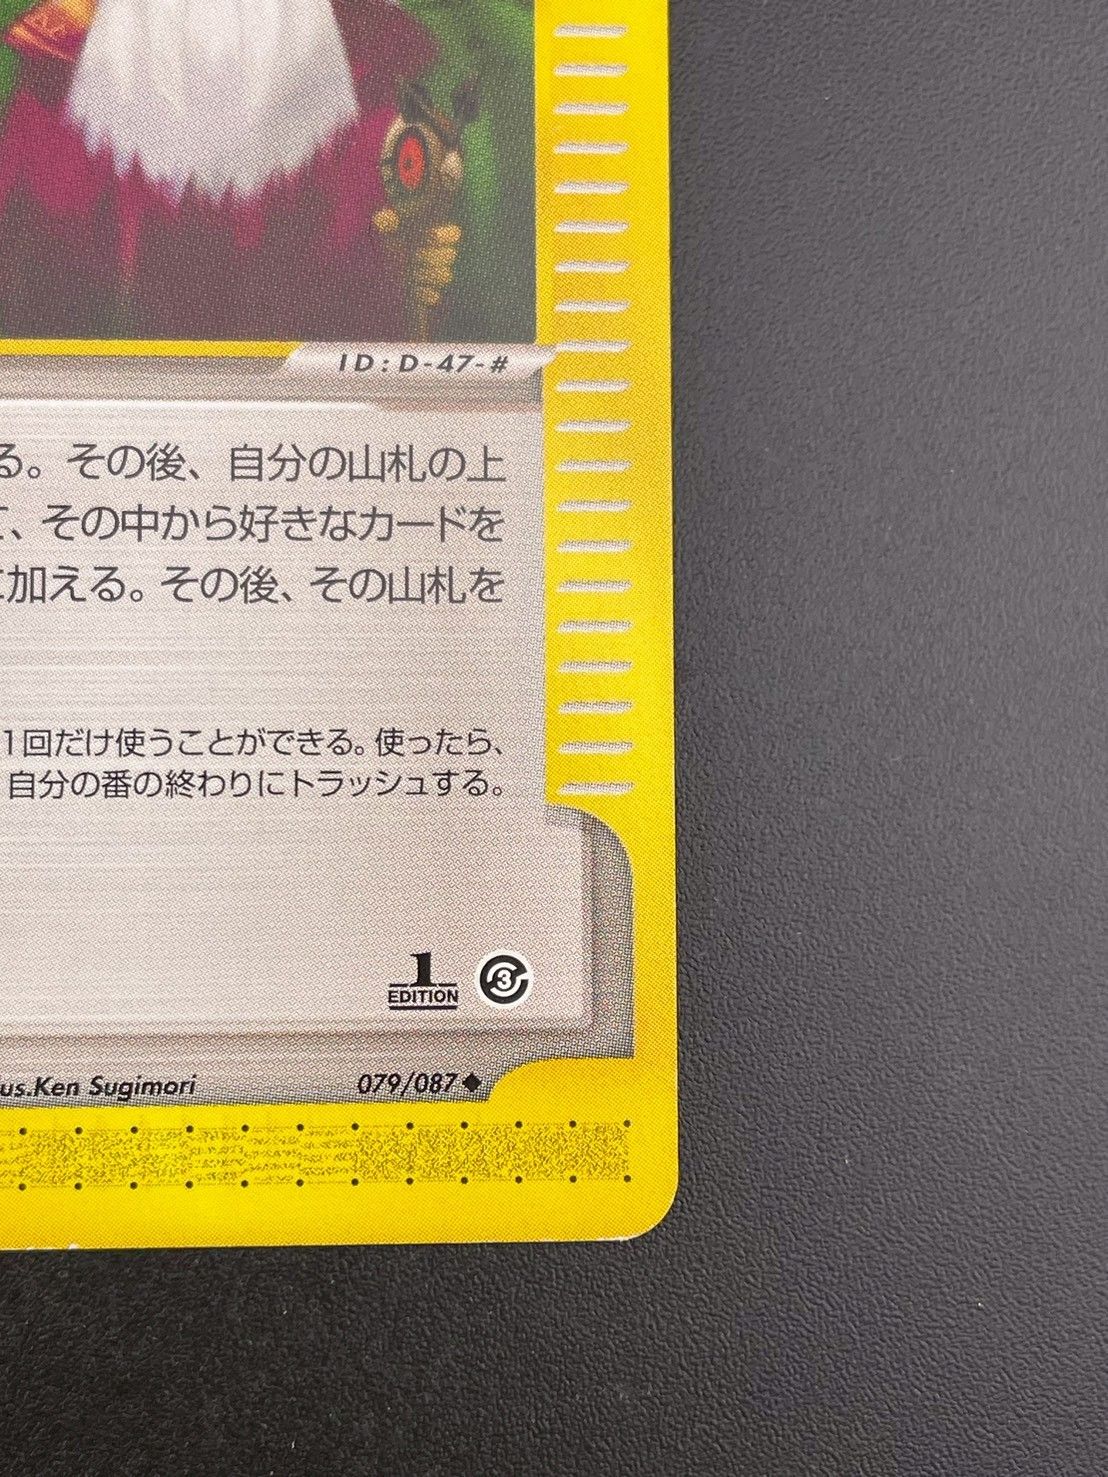 ID:D-47-#
る。その後、自分の山札の上
て、その中から好きなカードを
に加える。その後、その山札を
1回だけ使うことができる。使ったら、
自分の番の終わりにトラッシュする。
1
EDITION
3
us.Ken Sugimori
079/087◆